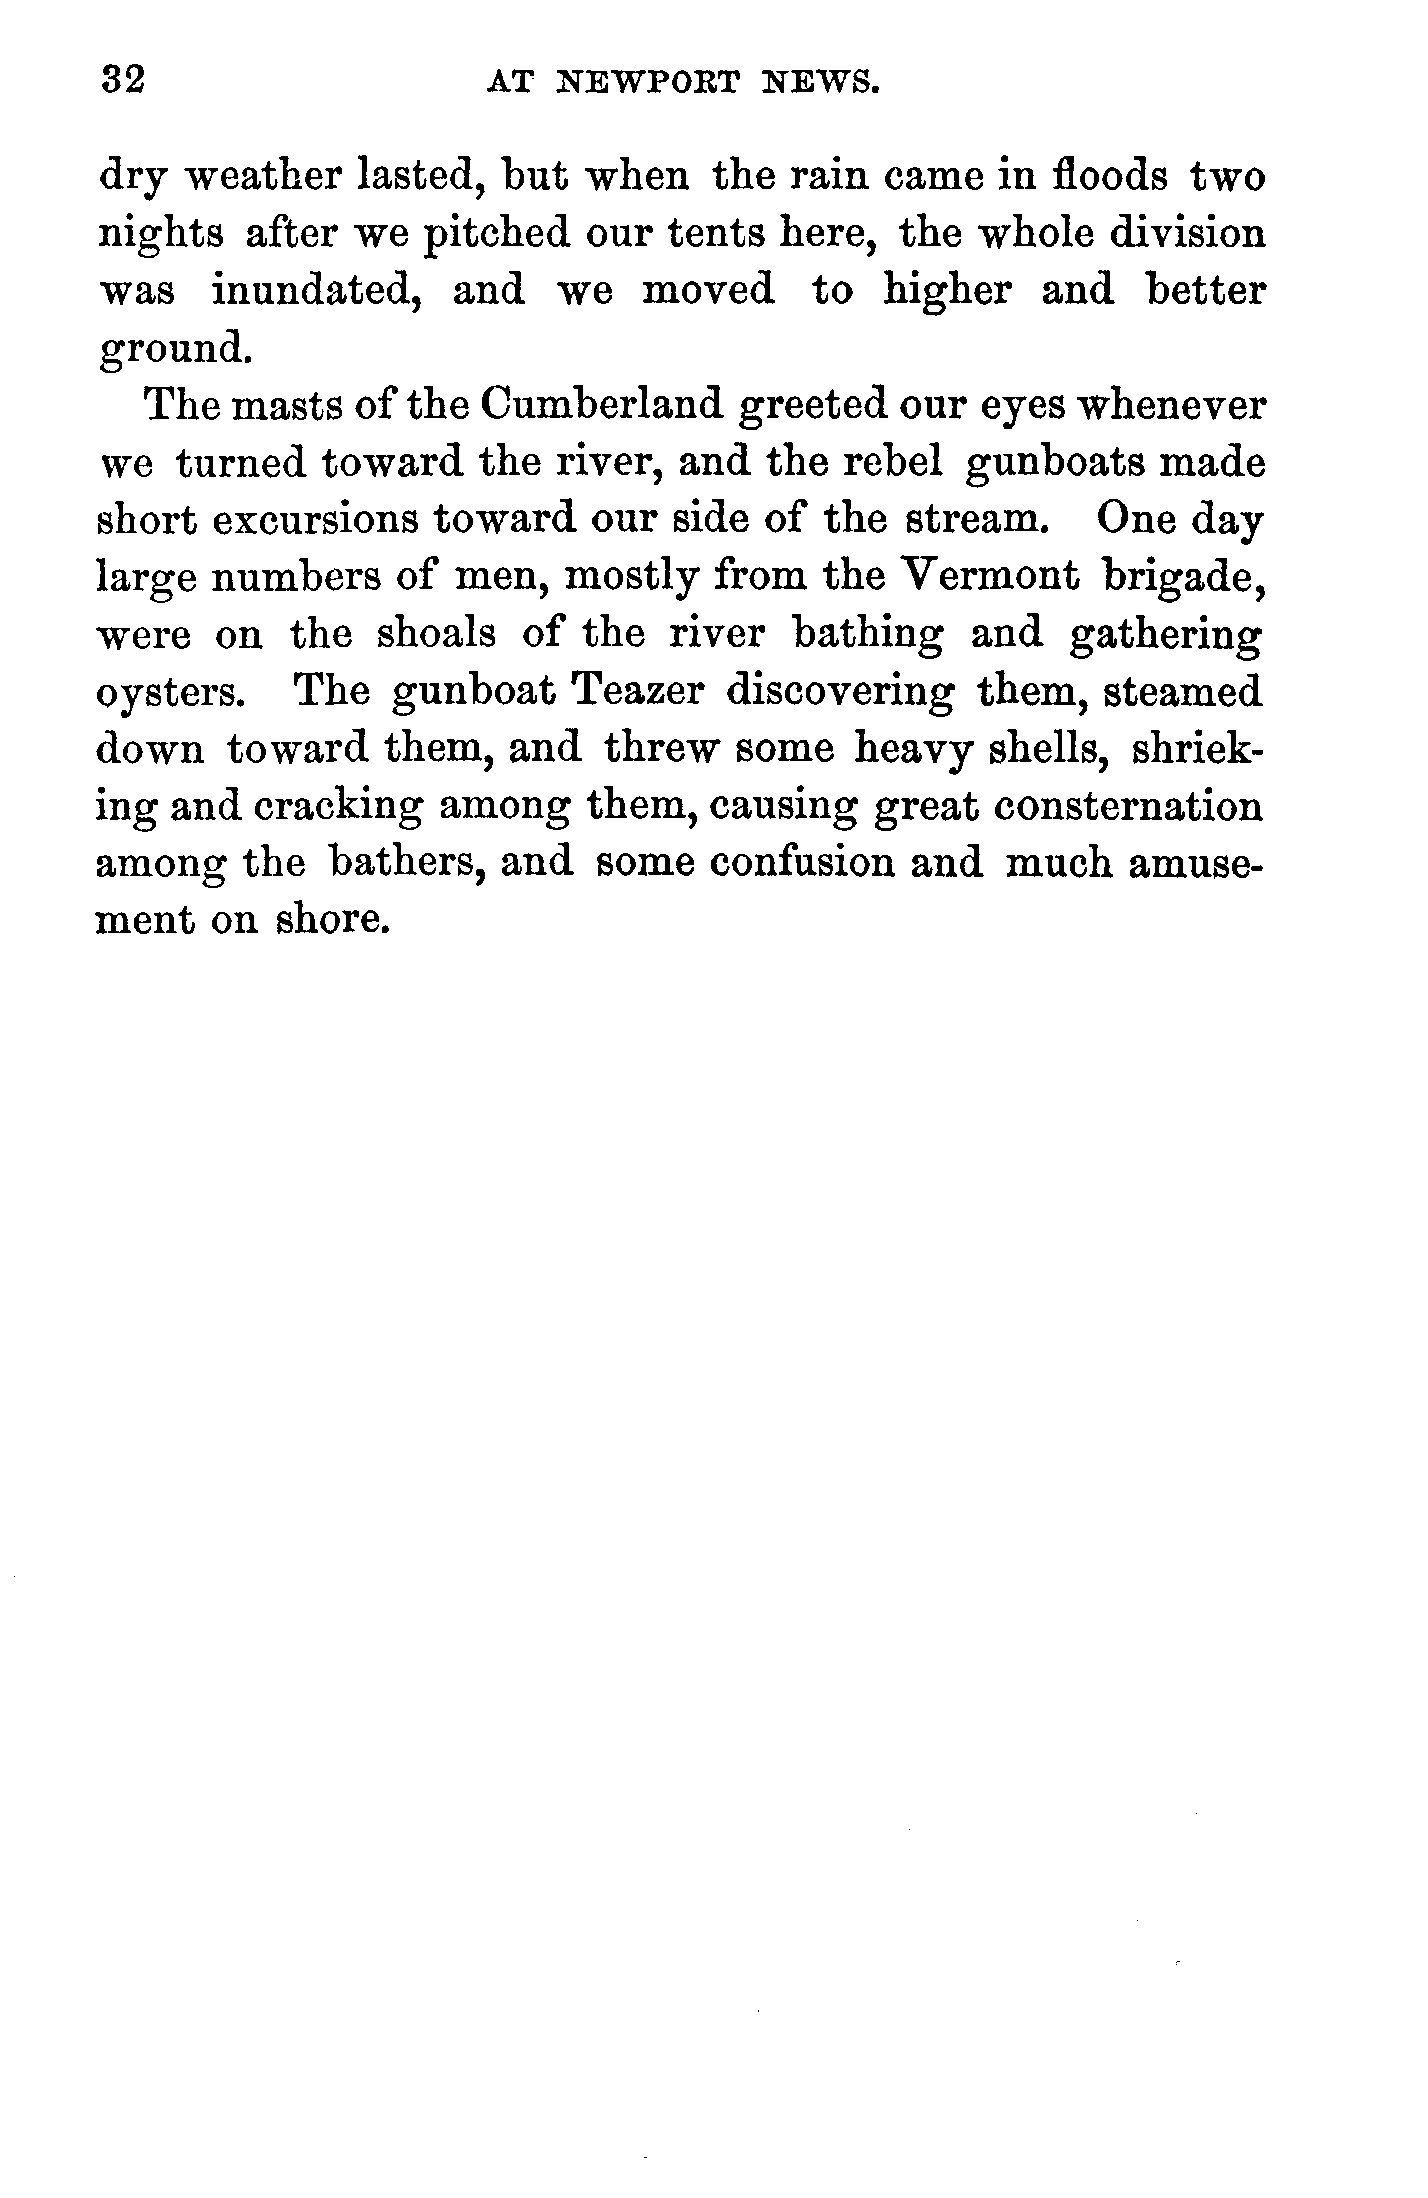 32 AT NEWPORT NEWS.
dry weather lasted, but when the rain came in floods two
nights after we pitched our tents here, the whole division
was inundated, and we moved to higher and better
ground.
The masts of the Cumberland greeted our eyes whenever
we turned toward the river, and the rebel gunboats made
short excursions toward our side of the stream. One day
large numbers of men, mostly from the Vermont brigade,
were on the shoals of the river bathing and gathering
oysters. The gunboat Teazer discovering them, steamed
down toward them, and threw some heavy shells, shriek-
ing and cracking among them, causing great consternation
among the bathers, and some confusion and much amuse-
ment on shore.